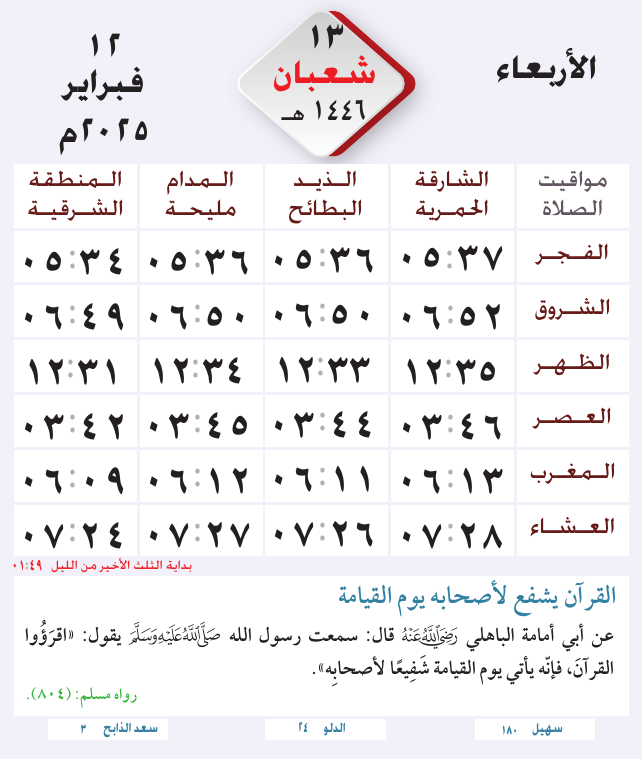 الأربعاء
١٣
شعبان
١٤٤٦ هـ
١٢
فبراير
٢٠٢٥م
مواقيت الصلاة
الشارقة الحمرية
الذيد البطائح
المدام مليحة
المنطقة الشرقية
الفجر ٠٥:٣٧ ٠٥:٣٦ ٠٥:٣٦ ٠٥:٣٤
الشروق ٠٦:٥٢ ٠٦:٥٠ ٠٦:٥٠ ٠٦:٤٩
الظهر ١٢:٣٥ ١٢:٣٣ ١٢:٣٤ ١٢:٣١
العصر ٠٣:٤٦ ٠٣:٤٤ ٠٣:٤٥ ٠٣:٤٢
المغرب ٠٦:١٣ ٠٦:١١ ٠٦:١٢ ٠٦:٠٩
العشاء ٠٧:٢٨ ٠٧:٢٦ ٠٧:٢٧ ٠٧:٢٤
بداية الثلث الأخير من الليل ٠١:٤٩
القرآن يشفع لأصحابه يوم القيامة
عن أبي أمامة الباهلي رَضِيَ اللَّهُ عَنْهُ قال: سمعت رسول الله صَلَّى اللَّهُ عَلَيْهِ وَسَلَّمَ يقول: «اقرَؤُوا
القرآنَ، فإنّه يأتي يوم القيامة شَفِيعًا لأصحابِه».
رواه مسلم: (٨٠٤).
سهيل ١٨٠
الدلو ٢٤
سعد الذابح ٣